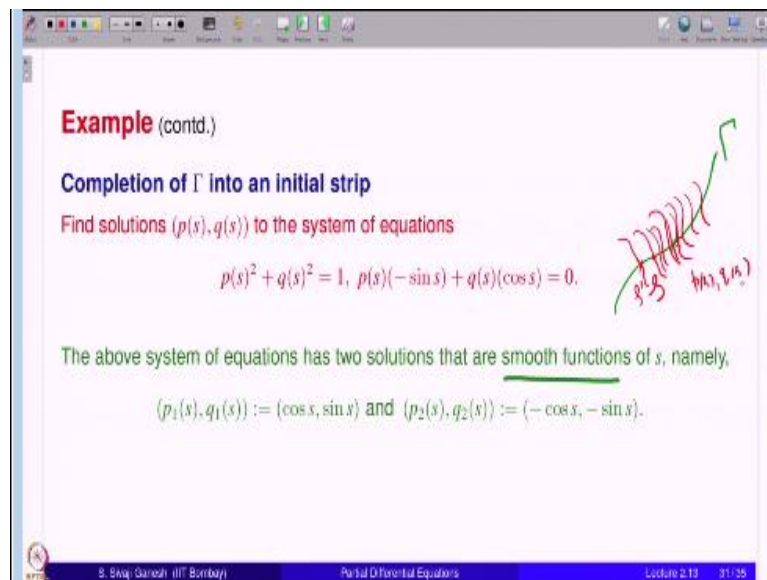 Example (contd.)
Completion of Γ into an initial strip
Find solutions (p(s), q(s)) to the system of equations
p(s)² + q(s)² = 1, p(s)(− sin s) + q(s)(cos s) = 0.
Γ
p(s), q(s)
The above system of equations has two solutions that are smooth functions of s, namely,
(p₁(s), q₁(s)) := (cos s, sin s) and (p₂(s), q₂(s)) := (− cos s, − sin s).
S. Sivaji Ganesh (IIT Bombay) Partial Differential Equations Lecture 2.13 31/35